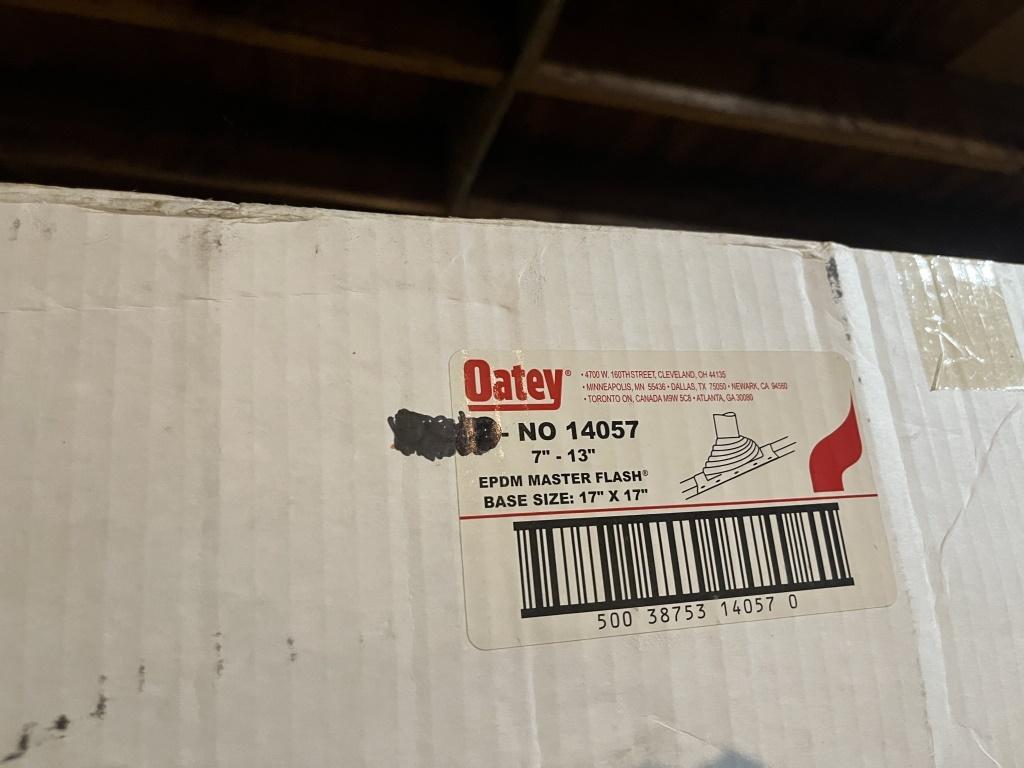 Oatey®
• 4700 W. 160TH STREET, CLEVELAND, OH 44135
• MINNEAPOLIS, MN 55436 • DALLAS, TX 75050 • NEWARK, CA 94560
• TORONTO ON, CANADA M9W 5C8 • ATLANTA, GA 30080
- NO 14057
7" - 13"
EPDM MASTER FLASH®
BASE SIZE: 17" X 17"
500 38753 14057 0